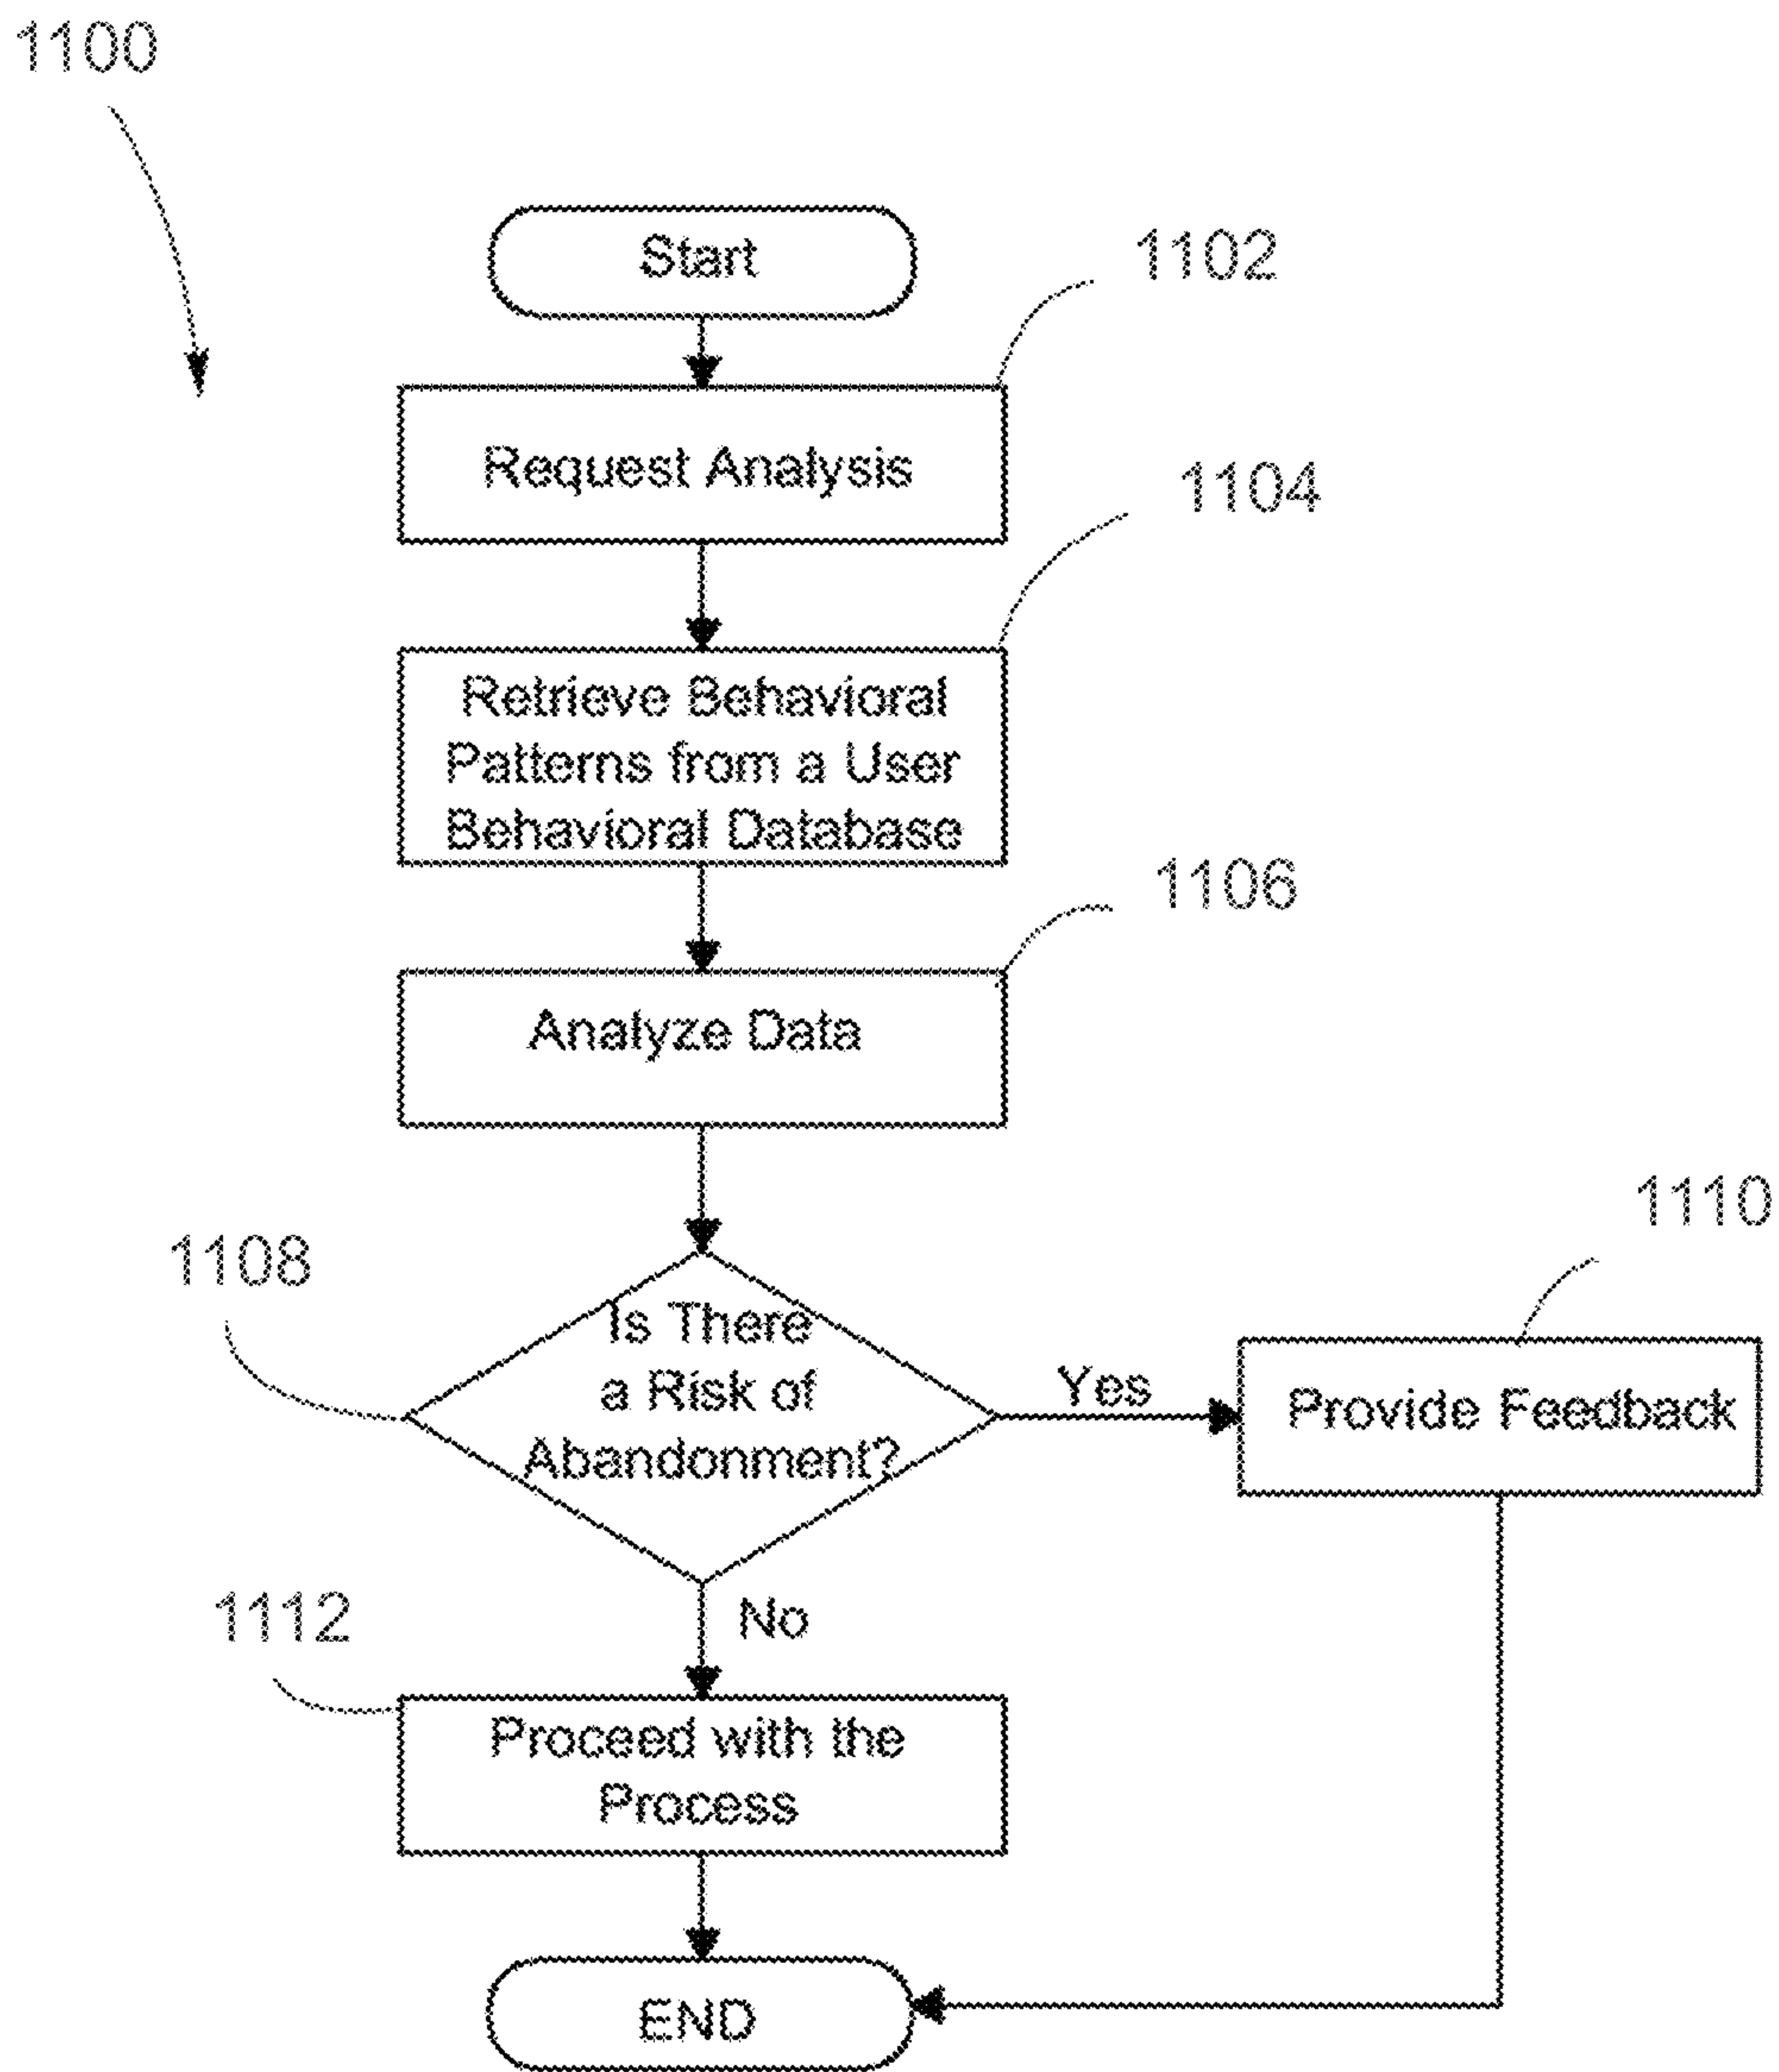 1100
Start
1102
Request Analysis
1104
Retrieve Behavioral
Patterns from a User
Behavioral Database
1106
Analyze Data
1108
Is There
a Risk of
Abandonment?
Yes
1110
Provide Feedback
No
1112
Proceed with the
Process
END